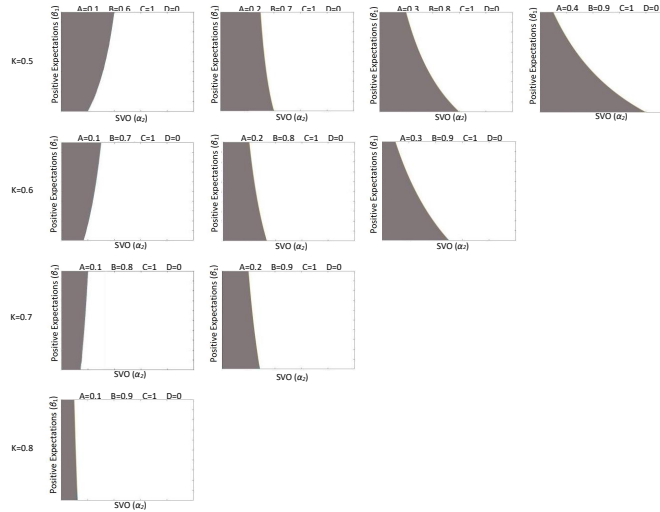 A=0.1 B=0.6 C=1 D=0
A=0.2 B=0.7 C=1 D=0
A=0.3 B=0.8 C=1 D=0
A=0.4 B=0.9 C=1 D=0
K=0.5
Positive Expectations (β₁)
Positive Expectations (β₁)
Positive Expectations (β₁)
Positive Expectations (β₁)
SVO (α₂)
SVO (α₂)
SVO (α₂)
SVO (α₂)
A=0.1 B=0.7 C=1 D=0
A=0.2 B=0.8 C=1 D=0
A=0.3 B=0.9 C=1 D=0
K=0.6
Positive Expectations (β₁)
Positive Expectations (β₁)
Positive Expectations (β₁)
SVO (α₂)
SVO (α₂)
SVO (α₂)
A=0.1 B=0.8 C=1 D=0
A=0.2 B=0.9 C=1 D=0
K=0.7
Positive Expectations (β₁)
Positive Expectations (β₁)
SVO (α₂)
SVO (α₂)
A=0.1 B=0.9 C=1 D=0
K=0.8
Positive Expectations (β₁)
SVO (α₂)